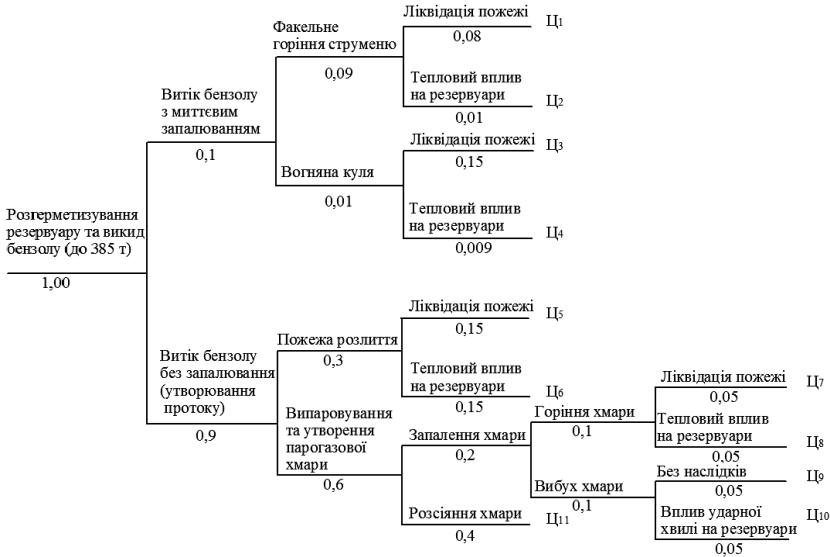 Розгерметизування
резервуару та викид
бензолу (до 385 т)
1,00
Витік бензолу
з миттєвим
запалюванням
0,1
Факельне
горіння струменю
0,09
Ліквідація пожежі
0,08
Ц1
Тепловий вплив
на резервуари
0,01
Ц2
Вогняна куля
0,01
Ліквідація пожежі
0,15
Ц3
Тепловий вплив
на резервуари
0,009
Ц4
Витік бензолу
без запалювання
(утворювання
протоку)
0,9
Пожежа розлиття
0,3
Ліквідація пожежі
0,15
Ц5
Тепловий вплив
на резервуари
0,15
Ц6
Випаровування
та утворення
парогазової
хмари
0,6
Запалення хмари
0,2
Горіння хмари
0,1
Ліквідація пожежі
0,05
Ц7
Тепловий вплив
на резервуари
0,05
Ц8
Вибух хмари
0,1
Без наслідків
0,05
Ц9
Вплив ударної
хвилі на резервуари
0,05
Ц10
Розсіяння хмари
0,4
Ц11